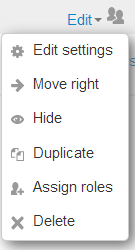 Edit
Edit settings
Move right
Hide
Duplicate
Assign roles
Delete